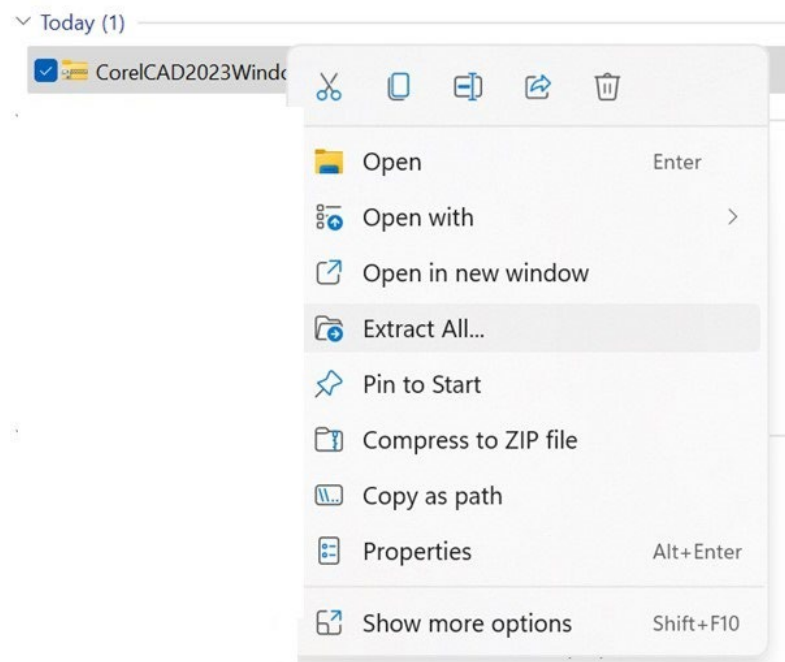 Today (1)
CorelCAD2023Windo
Open Enter
Open with
Open in new window
Extract All...
Pin to Start
Compress to ZIP file
Copy as path
Properties Alt+Enter
Show more options Shift+F10